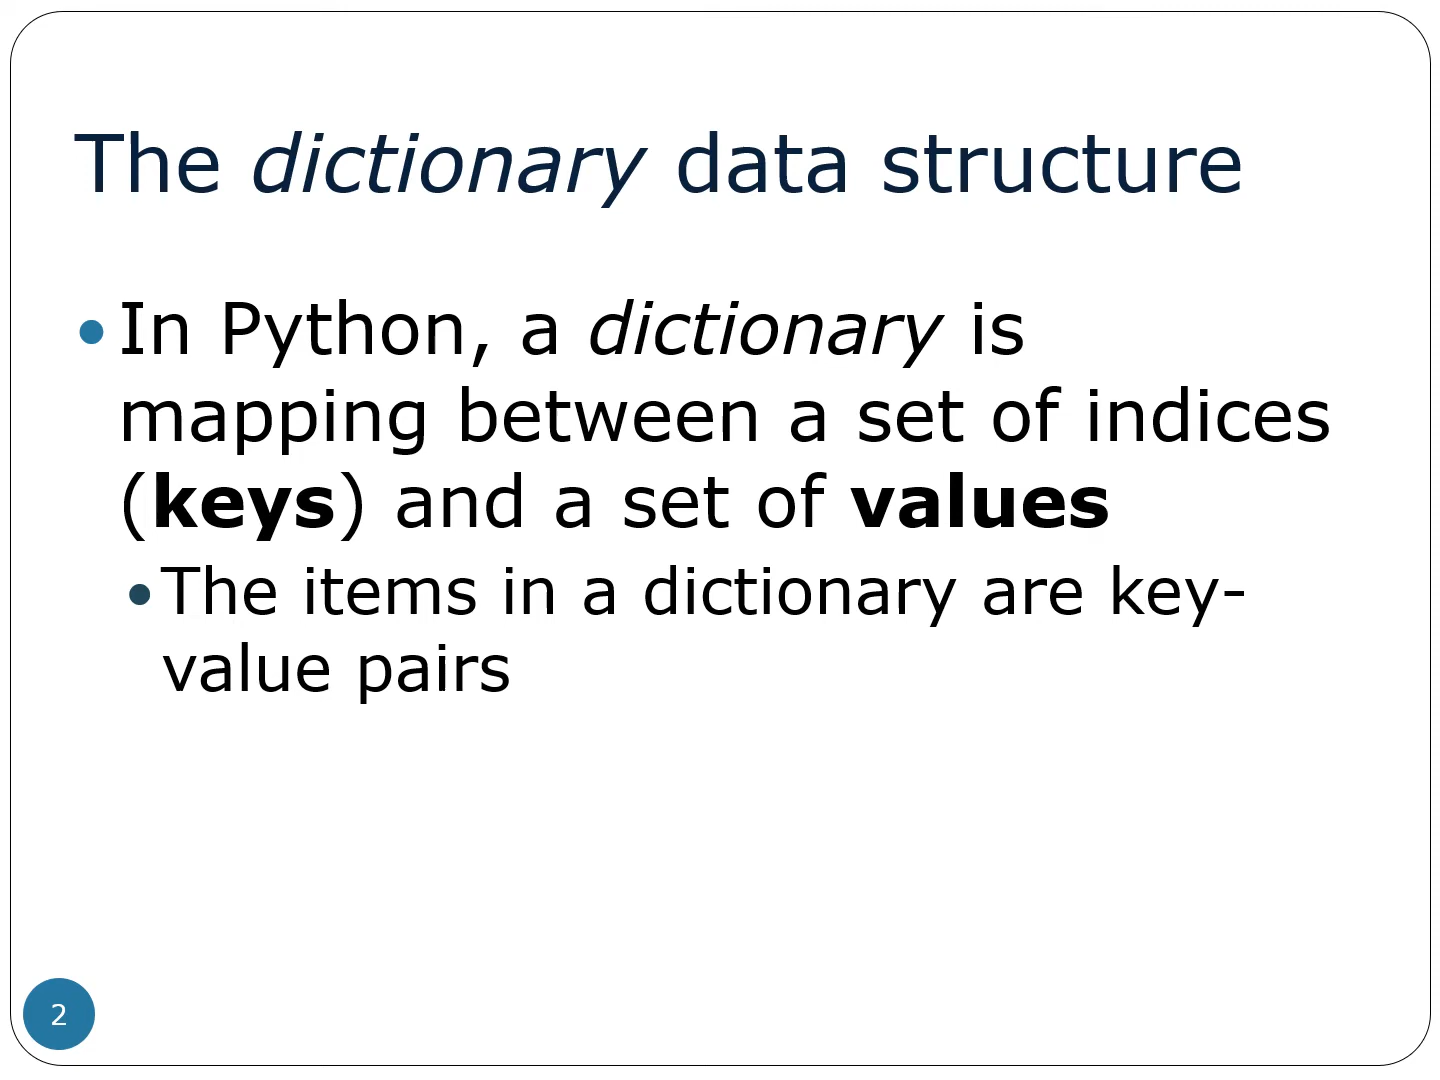 The dictionary data structure
In Python, a dictionary is
mapping between a set of indices
(keys) and a set of values
The items in a dictionary are key-
value pairs
2